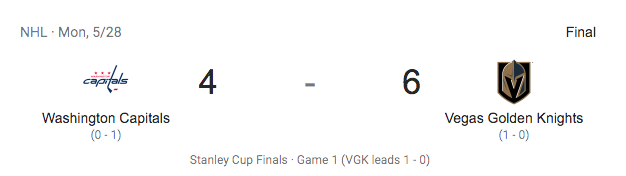 NHL · Mon, 5/28
Final
WASHINGTON
capitals
4 - 6
Washington Capitals
Vegas Golden Knights
(0 - 1)
(1 - 0)
Stanley Cup Finals · Game 1 (VGK leads 1 - 0)